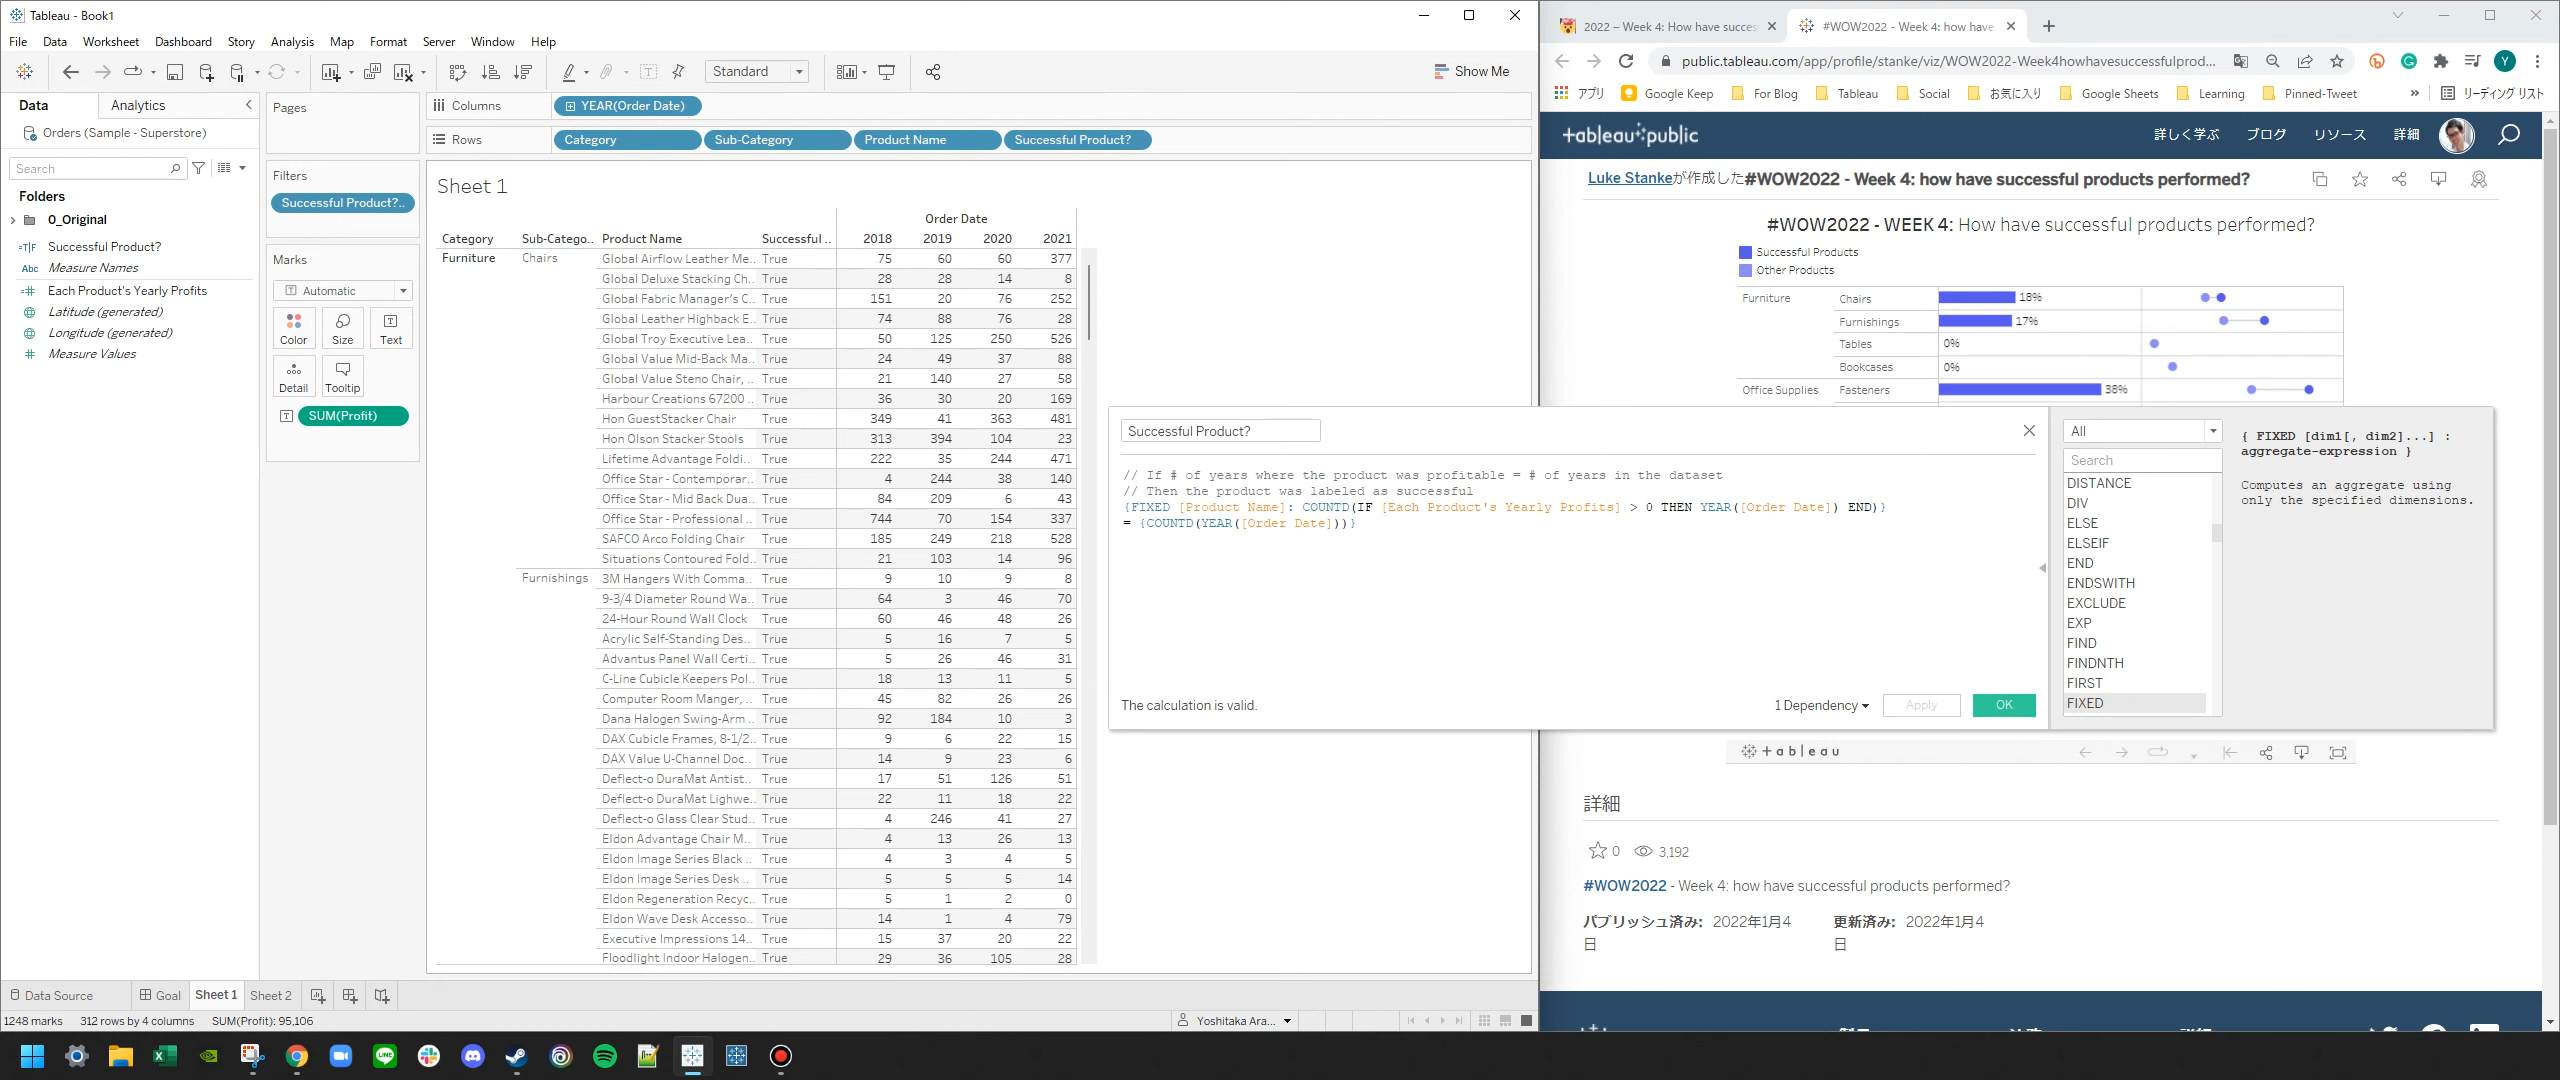 Tableau - Book1
File Data Worksheet Dashboard Story Analysis Map Format Server Window Help
Standard
Show Me
Data Analytics
Orders (Sample - Superstore)
Search
Folders
0_Original
Successful Product?
Measure Names
Each Product's Yearly Profits
Latitude (generated)
Longitude (generated)
Measure Values
Pages
Filters
Successful Product?..
Marks
Automatic
Color Size Text
Detail Tooltip
SUM(Profit)
Columns YEAR(Order Date)
Rows Category Sub-Category Product Name Successful Product?
Sheet 1
Order Date
Category Sub-Catego.. Product Name Successful .. 2018 2019 2020 2021
Furniture Chairs Global Airflow Leather Me.. True 75 60 60 377
Global Deluxe Stacking Ch.. True 28 28 14 8
Global Fabric Manager's C.. True 151 20 76 252
Global Leather Highback E.. True 74 88 76 28
Global Troy Executive Lea.. True 50 125 250 526
Global Value Mid-Back Ma.. True 24 49 37 88
Global Value Steno Chair, .. True 21 140 27 58
Harbour Creations 67200 .. True 36 30 20 169
Hon GuestStacker Chair True 349 41 363 481
Hon Olson Stacker Stools True 313 394 104 23
Lifetime Advantage Foldi.. True 222 35 244 471
Office Star - Contemporar.. True 4 244 38 140
Office Star - Mid Back Dua.. True 84 209 6 43
Office Star - Professional .. True 744 70 154 337
SAFCO Arco Folding Chair True 185 249 218 528
Situations Contoured Fold.. True 21 103 14 96
Furnishings 3M Hangers With Comma.. True 9 10 9 8
9-3/4 Diameter Round Wa.. True 64 3 46 70
24-Hour Round Wall Clock True 60 46 48 26
Acrylic Self-Standing Des.. True 5 16 7 5
Advantus Panel Wall Certi.. True 5 26 46 31
C-Line Cubicle Keepers Pol.. True 18 13 11 5
Computer Room Manger, .. True 45 82 26 26
Dana Halogen Swing-Arm .. True 92 184 10 3
DAX Cubicle Frames, 8-1/2.. True 9 6 22 15
DAX Value U-Channel Doc.. True 14 9 23 6
Deflect-o DuraMat Antist.. True 17 51 126 51
Deflect-o DuraMat Lighwe.. True 22 11 18 22
Deflect-o Glass Clear Stud.. True 4 246 41 27
Eldon Advantage Chair M.. True 4 13 26 13
Eldon Image Series Black .. True 4 3 4 5
Eldon Image Series Desk .. True 5 5 5 14
Eldon Regeneration Recyc.. True 5 1 2 0
Eldon Wave Desk Accesso.. True 14 1 4 79
Executive Impressions 14.. True 15 37 20 22
Floodlight Indoor Halogen.. True 29 36 105 28
Data Source Goal Sheet 1 Sheet 2
1248 marks 312 rows by 4 columns SUM(Profit): 95,106
Yoshitaka Ara...
2022 – Week 4: How have succes
#WOW2022 - Week 4: how have
public.tableau.com/app/profile/stanke/viz/WOW2022-Week4howhavesuccessfulprod...
アプリ Google Keep For Blog Tableau Social お気に入り Google Sheets Learning Pinned-Tweet » リーディング リスト
+ableau public 詳しく学ぶ ブログ リソース 詳細
Luke Stankeが作成した#WOW2022 - Week 4: how have successful products performed?
#WOW2022 - WEEK 4: How have successful products performed?
Successful Products
Other Products
Furniture Chairs 18%
Furnishings 17%
Tables 0%
Bookcases 0%
Office Supplies Fasteners 38%
Successful Product?
// If # of years where the product was profitable = # of years in the dataset
// Then the product was labeled as successful
{FIXED [Product Name]: COUNTD(IF [Each Product's Yearly Profits] > 0 THEN YEAR([Order Date]) END)}
= {COUNTD(YEAR([Order Date]))}
The calculation is valid.
1 Dependency
Apply
OK
All
Search
DISTANCE
DIV
ELSE
ELSEIF
END
ENDSWITH
EXCLUDE
EXP
FIND
FINDNTH
FIRST
FIXED
{ FIXED [dim1[, dim2]...] :
aggregate-expression }
Computes an aggregate using
only the specified dimensions.
+ableau
詳細
0 3,192
#WOW2022 - Week 4: how have successful products performed?
パブリッシュ済み: 2022年1月4
日
更新済み: 2022年1月4
日